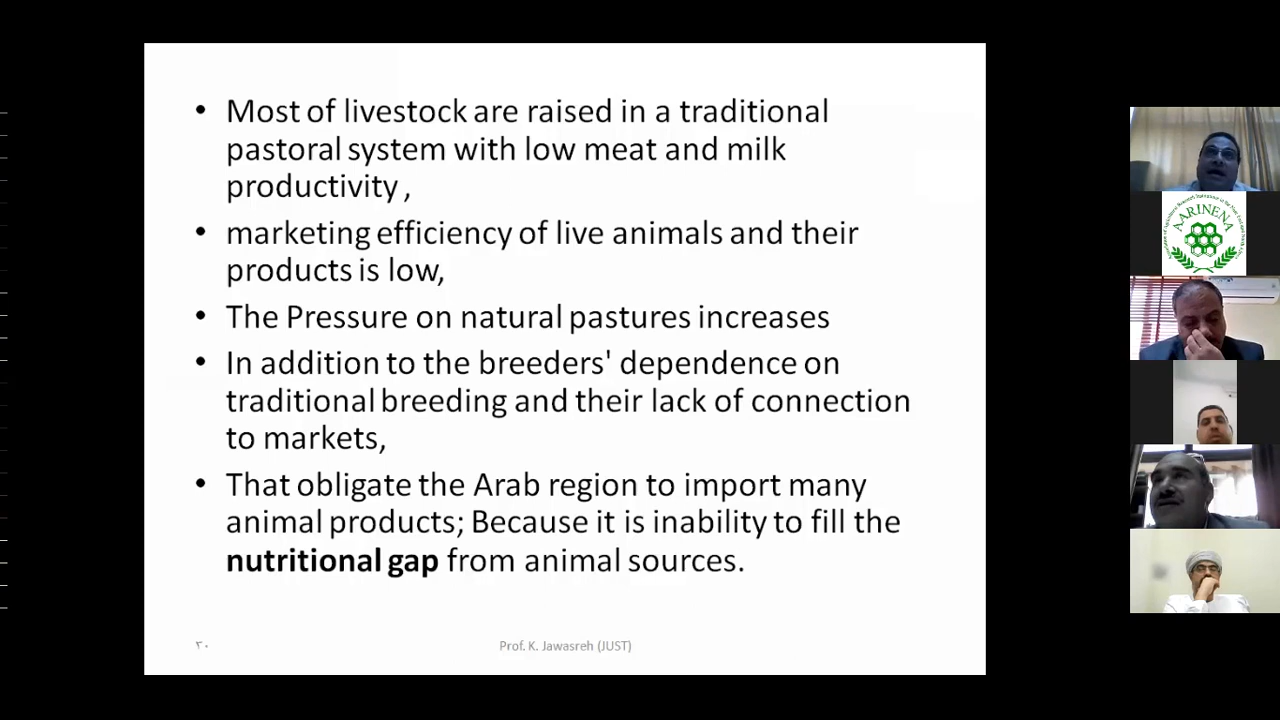 • Most of livestock are raised in a traditional
pastoral system with low meat and milk
productivity ,
• marketing efficiency of live animals and their
products is low,
• The Pressure on natural pastures increases
• In addition to the breeders' dependence on
traditional breeding and their lack of connection
to markets,
• That obligate the Arab region to import many
animal products; Because it is inability to fill the
nutritional gap from animal sources.
٣٠
Prof. K. Jawasreh (JUST)
AARINENA